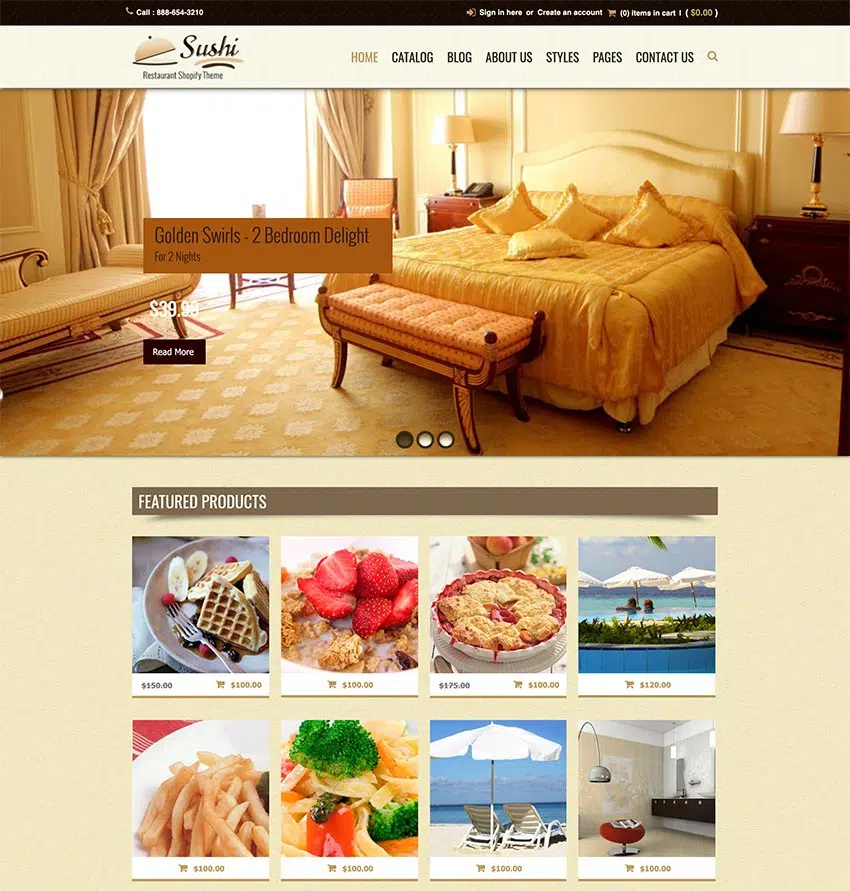 Call : 888-654-3210
Sign in here or Create an account (0) items in cart | ( $0.00 )
Sushi
Restaurant Shopify Theme
HOME CATALOG BLOG ABOUT US STYLES PAGES CONTACT US
Golden Swirls - 2 Bedroom Delight
For 2 Nights
$39.99
Read More
FEATURED PRODUCTS
$150.00 $100.00
$100.00
$175.00 $100.00
$120.00
$100.00
$100.00
$100.00
$100.00